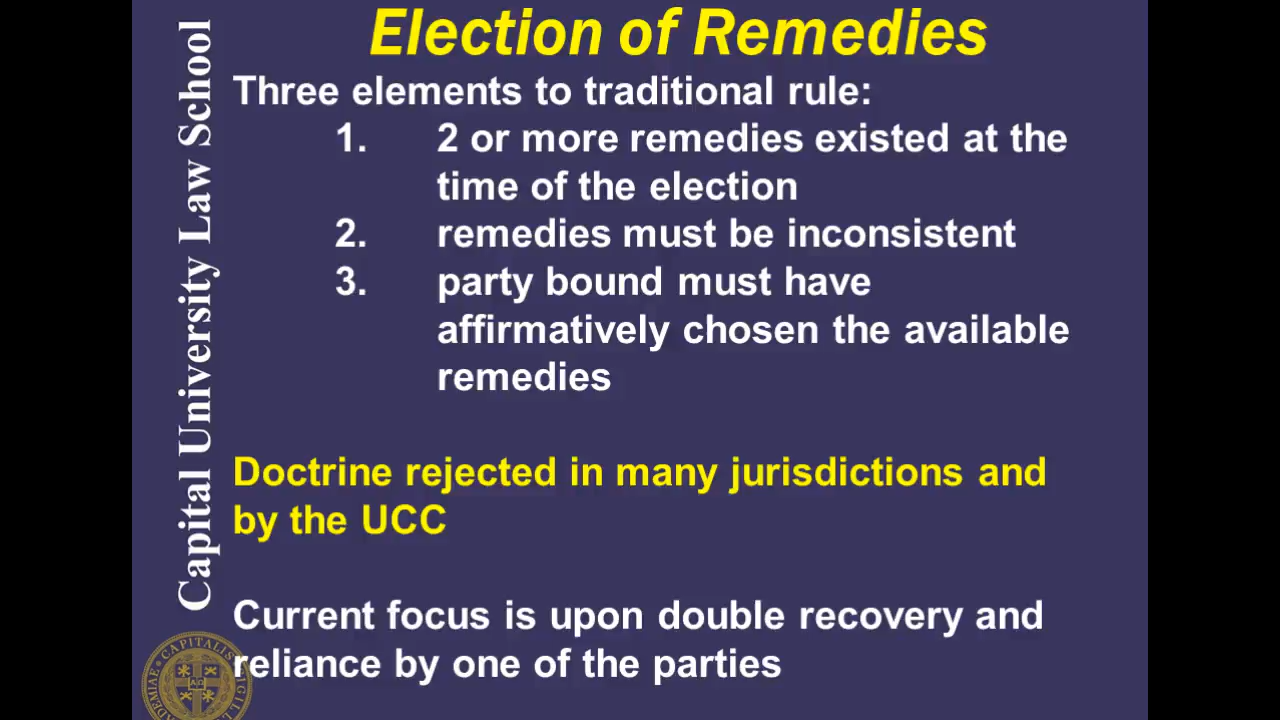 Election of Remedies
Capital University Law School
Three elements to traditional rule:
1. 2 or more remedies existed at the
time of the election
2. remedies must be inconsistent
3. party bound must have
affirmatively chosen the available
remedies
Doctrine rejected in many jurisdictions and
by the UCC
Current focus is upon double recovery and
reliance by one of the parties